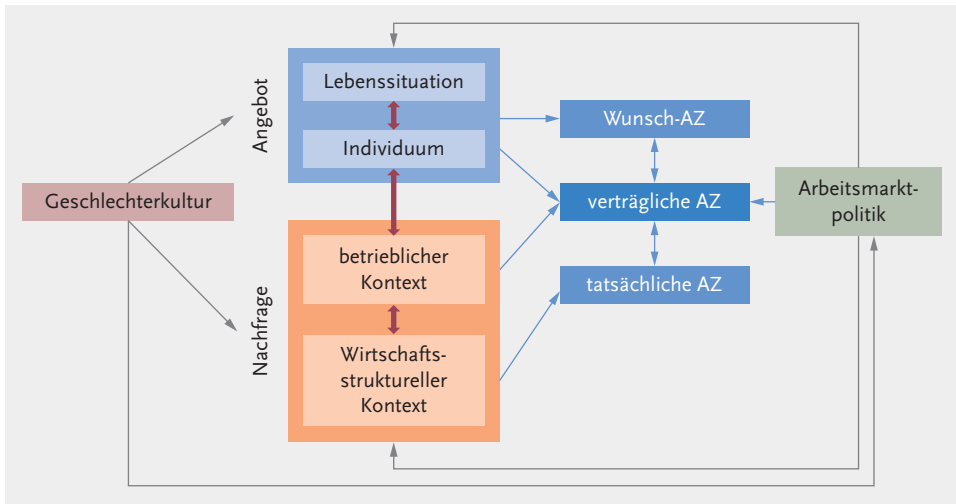 Angebot
Lebenssituation
Individuum
Wunsch-AZ
Geschlechterkultur
verträgliche AZ
Arbeitsmarkt-
politik
Nachfrage
betrieblicher
Kontext
tatsächliche AZ
Wirtschafts-
struktureller
Kontext